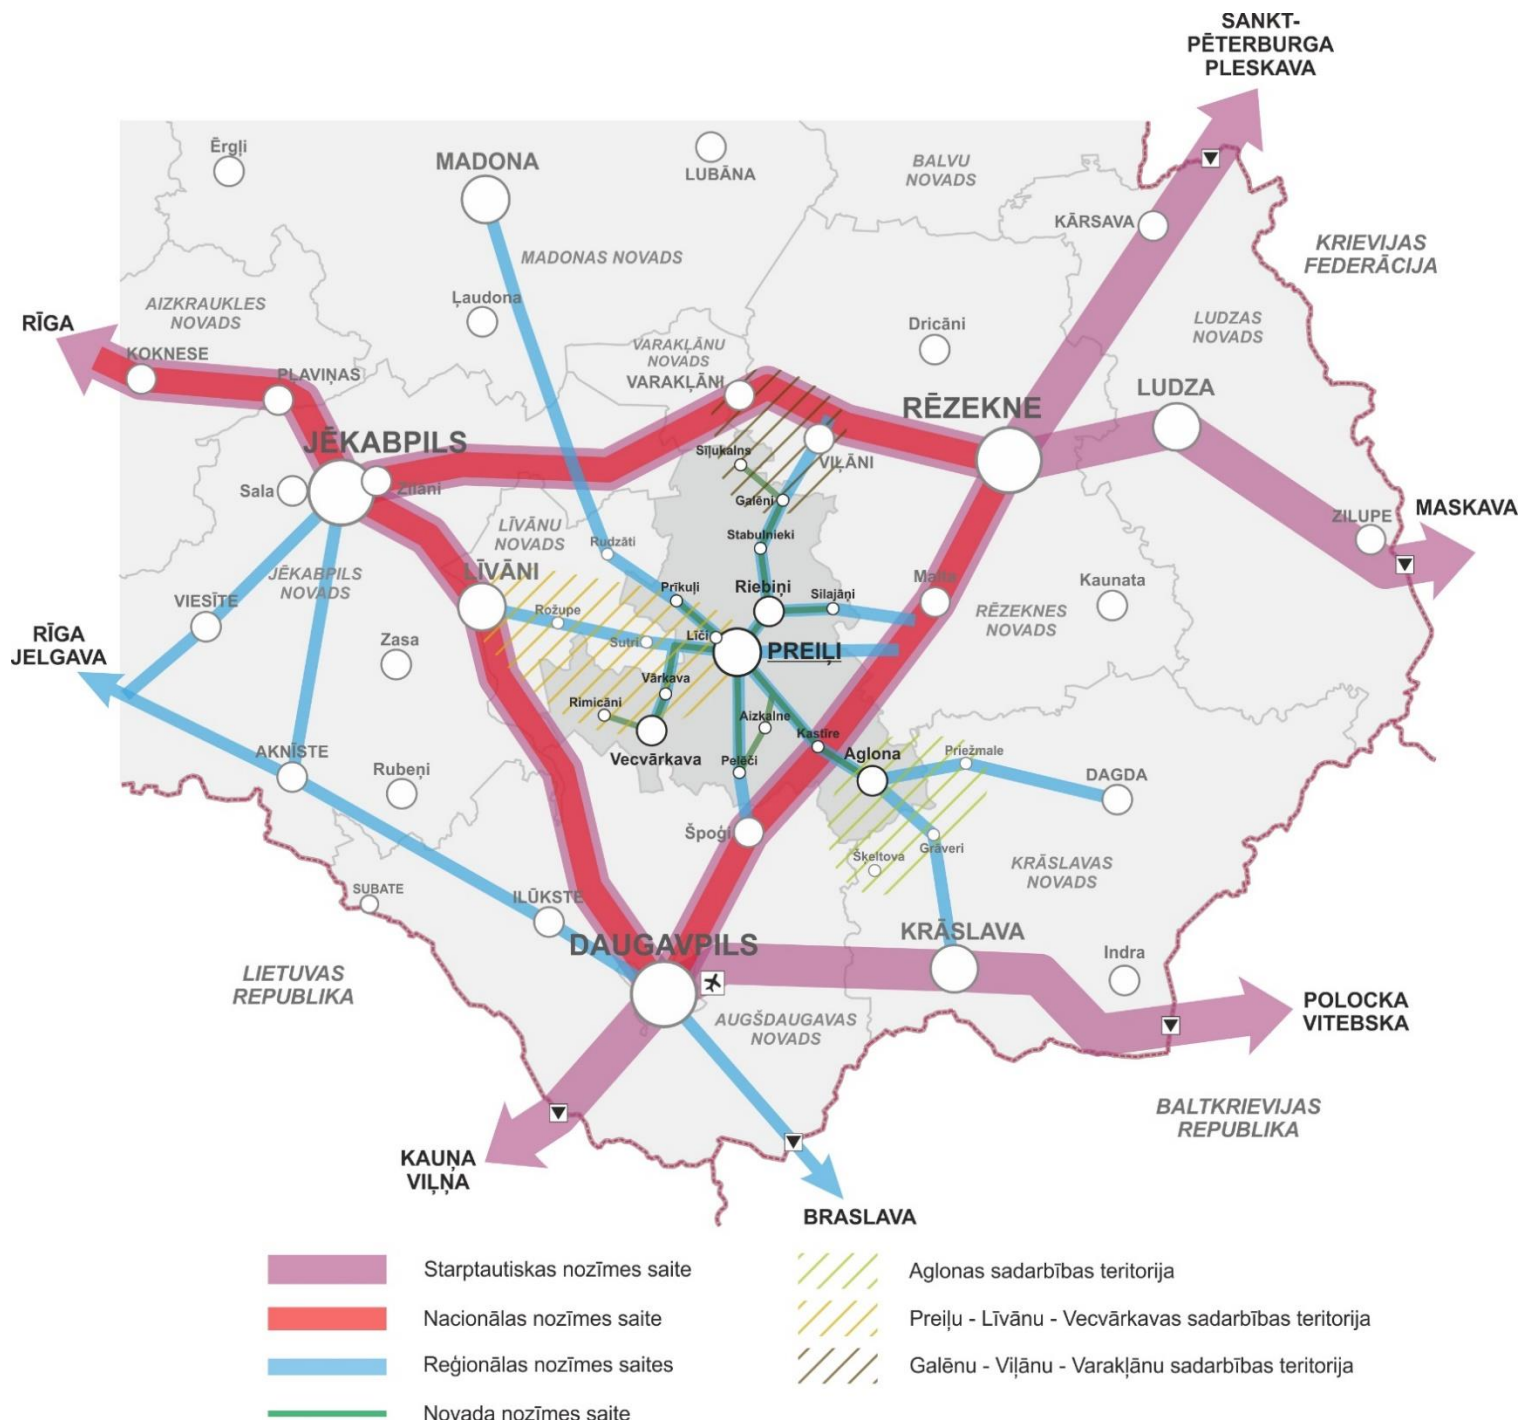 SANKT-
PĒTERBURGA
PLESKAVA
Ērgļi
MADONA
LUBĀNA
BALVU
NOVADS
KĀRSAVA
KRIEVIJAS
FEDERĀCIJA
MADONAS NOVADS
AIZKRAUKLES
NOVADS
Ļaudona
RĪGA
LUDZAS
NOVADS
Dricāni
KOKNESE
PĻAVIŅAS
VARAKĻĀNU
NOVADS
VARAKĻĀNI
RĒZEKNE
LUDZA
JĒKABPILS
Sīļukalns
VIĻĀNI
Sala
Zīlāni
Galēni
ZILUPE
MASKAVA
LĪVĀNU
NOVADS
Rudzāti
Stabulnieki
JĒKABPILS
NOVADS
LĪVĀNI
Prīkuļi
Riebiņi
Silajāņi
Malta
Kaunata
VIESĪTE
Rožupe
RĒZEKNES
NOVADS
RĪGA
JELGAVA
Zasa
Sutri
Līči
PREIĻI
Vārkava
Rimicāni
Aizkalne
Kastīre
AKNĪSTE
Rubeņi
Vecvārkava
Pelēči
Aglona
Priežmale
DAGDA
Špoģi
Grāveri
Šķeltova
KRĀSLAVAS
NOVADS
SUBATE
ILŪKSTE
DAUGAVPILS
KRĀSLAVA
Indra
LIETUVAS
REPUBLIKA
AUGŠDAUGAVAS
NOVADS
POLOCKA
VITEBSKA
BALTKRIEVIJAS
REPUBLIKA
KAUŅA
VIĻŅA
BRASLAVA
Starptautiskas nozīmes saite
Nacionālas nozīmes saite
Reģionālas nozīmes saites
Novada nozīmes saite
Aglonas sadarbības teritorija
Preiļu - Līvānu - Vecvārkavas sadarbības teritorija
Galēnu - Viļānu - Varakļānu sadarbības teritorija